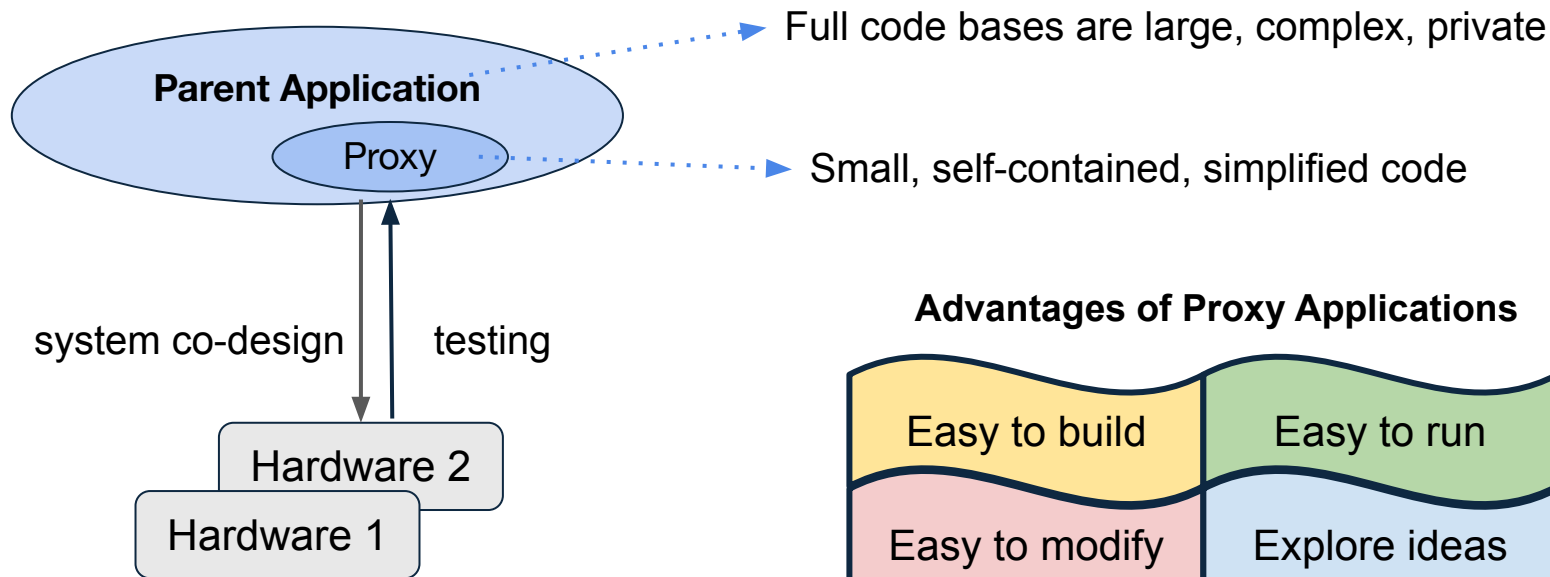 Full code bases are large, complex, private
Parent Application
Proxy
Small, self-contained, simplified code
system co-design
testing
Hardware 2
Hardware 1
Advantages of Proxy Applications
Easy to build
Easy to run
Easy to modify
Explore ideas